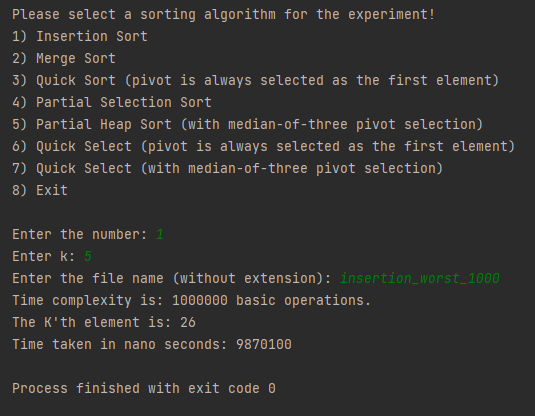 Please select a sorting algorithm for the experiment!
1) Insertion Sort
2) Merge Sort
3) Quick Sort (pivot is always selected as the first element)
4) Partial Selection Sort
5) Partial Heap Sort (with median-of-three pivot selection)
6) Quick Select (pivot is always selected as the first element)
7) Quick Select (with median-of-three pivot selection)
8) Exit
Enter the number: 1
Enter k: 5
Enter the file name (without extension): insertion_worst_1000
Time complexity is: 1000000 basic operations.
The K'th element is: 26
Time taken in nano seconds: 9870100
Process finished with exit code 0